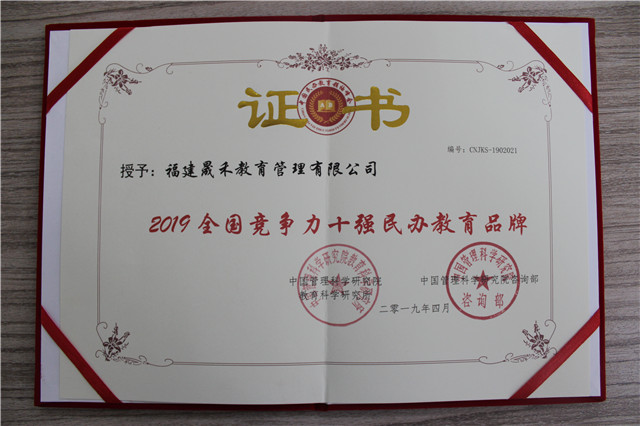 证书
编号:CNJKS-1902021
授予:福建晟禾教育管理有限公司
2019全国竞争力十强民办教育品牌
中国管理科学研究院
教育科学研究所
中国管理科学研究院咨询部
二零一九年四月
咨询部